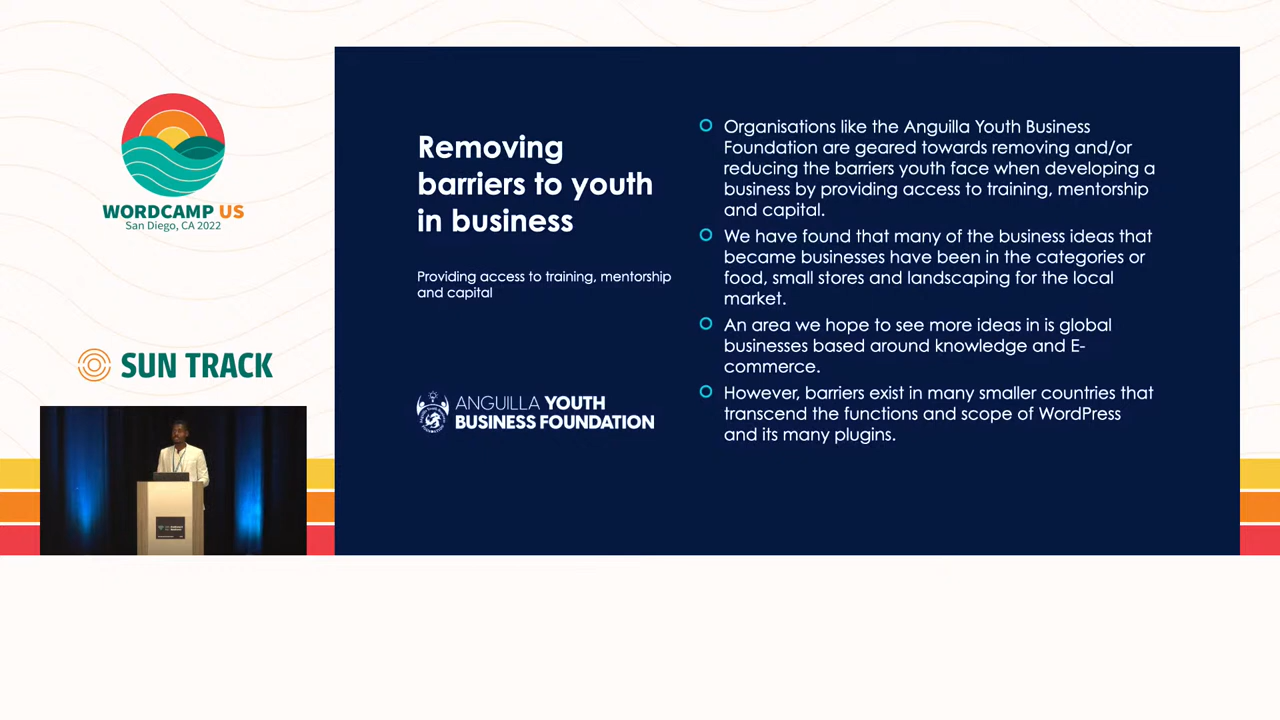 WORDCAMP US
San Diego, CA 2022
SUN TRACK
Removing
barriers to youth
in business
Providing access to training, mentorship
and capital
ANGUILLA YOUTH
BUSINESS FOUNDATION
Organisations like the Anguilla Youth Business
Foundation are geared towards removing and/or
reducing the barriers youth face when developing a
business by providing access to training, mentorship
and capital.
We have found that many of the business ideas that
became businesses have been in the categories or
food, small stores and landscaping for the local
market.
An area we hope to see more ideas in is global
businesses based around knowledge and E-
commerce.
However, barriers exist in many smaller countries that
transcend the functions and scope of WordPress
and its many plugins.